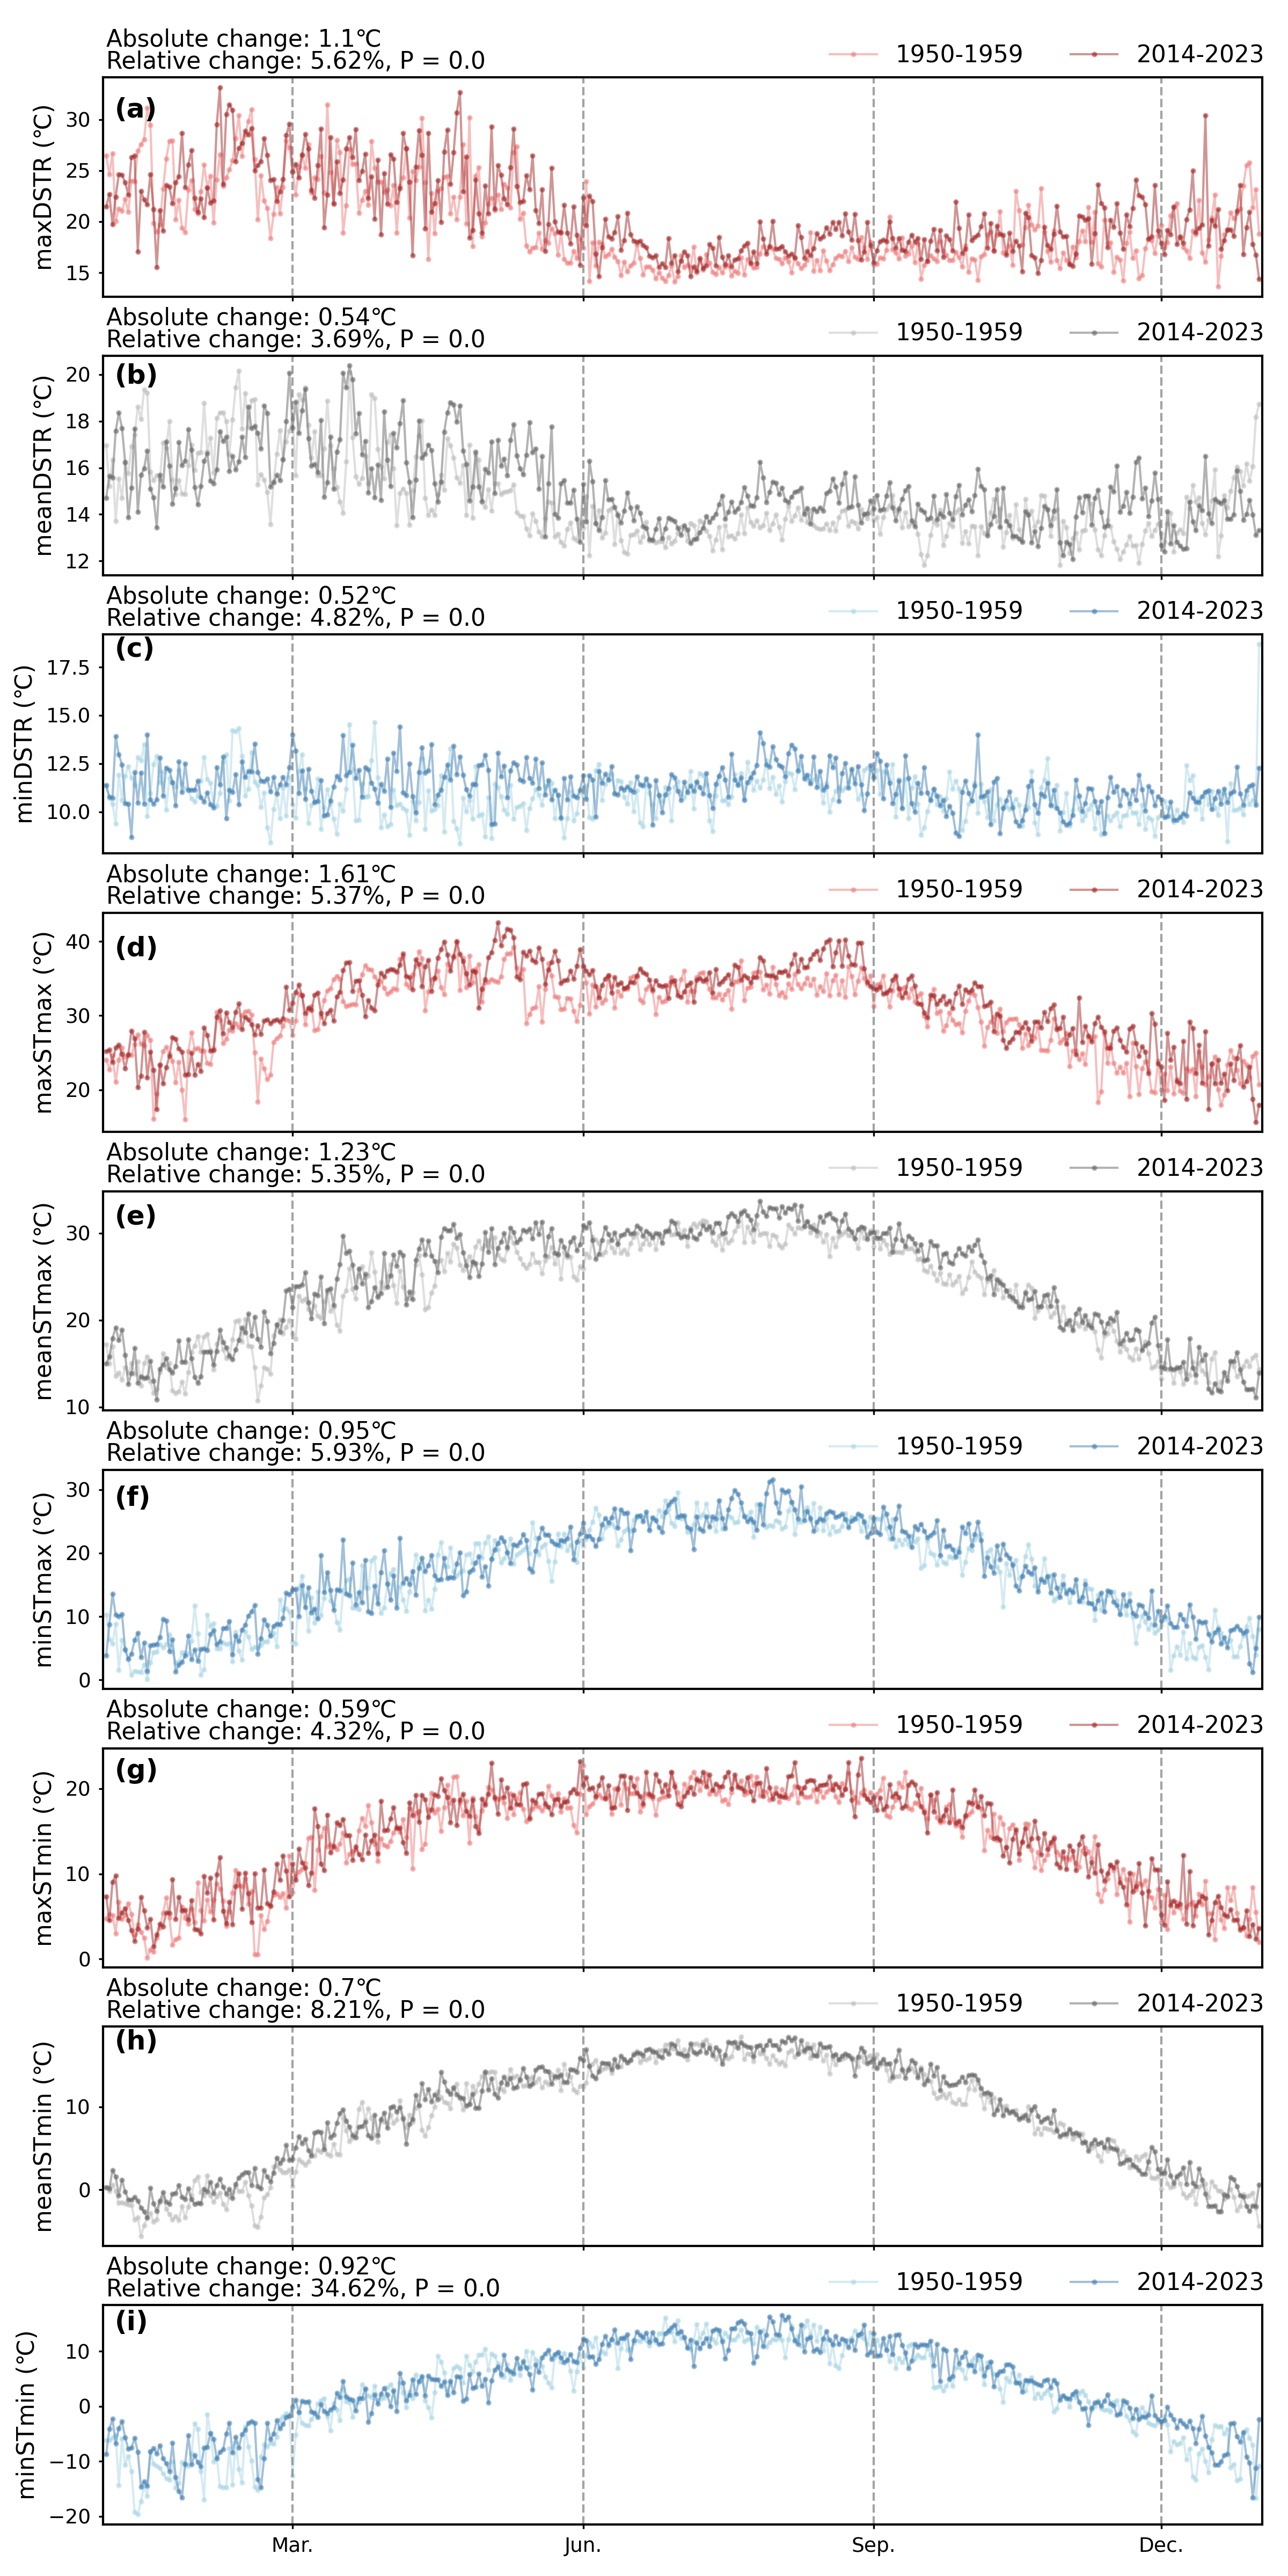 Absolute change: 1.1℃
Relative change: 5.62%, P = 0.0
1950-1959 2014-2023
(a)
maxDSTR (℃)
30
25
20
15
Absolute change: 0.54℃
Relative change: 3.69%, P = 0.0
1950-1959 2014-2023
(b)
meanDSTR (℃)
20
18
16
14
12
Absolute change: 0.52℃
Relative change: 4.82%, P = 0.0
1950-1959 2014-2023
(c)
minDSTR (℃)
17.5
15.0
12.5
10.0
Absolute change: 1.61℃
Relative change: 5.37%, P = 0.0
1950-1959 2014-2023
(d)
maxSTmax (℃)
40
30
20
Absolute change: 1.23℃
Relative change: 5.35%, P = 0.0
1950-1959 2014-2023
(e)
meanSTmax (℃)
30
20
10
Absolute change: 0.95℃
Relative change: 5.93%, P = 0.0
1950-1959 2014-2023
(f)
minSTmax (℃)
30
20
10
0
Absolute change: 0.59℃
Relative change: 4.32%, P = 0.0
1950-1959 2014-2023
(g)
maxSTmin (℃)
20
10
0
Absolute change: 0.7℃
Relative change: 8.21%, P = 0.0
1950-1959 2014-2023
(h)
meanSTmin (℃)
10
0
Absolute change: 0.92℃
Relative change: 34.62%, P = 0.0
1950-1959 2014-2023
(i)
minSTmin (℃)
10
0
−10
−20
Mar. Jun. Sep. Dec.